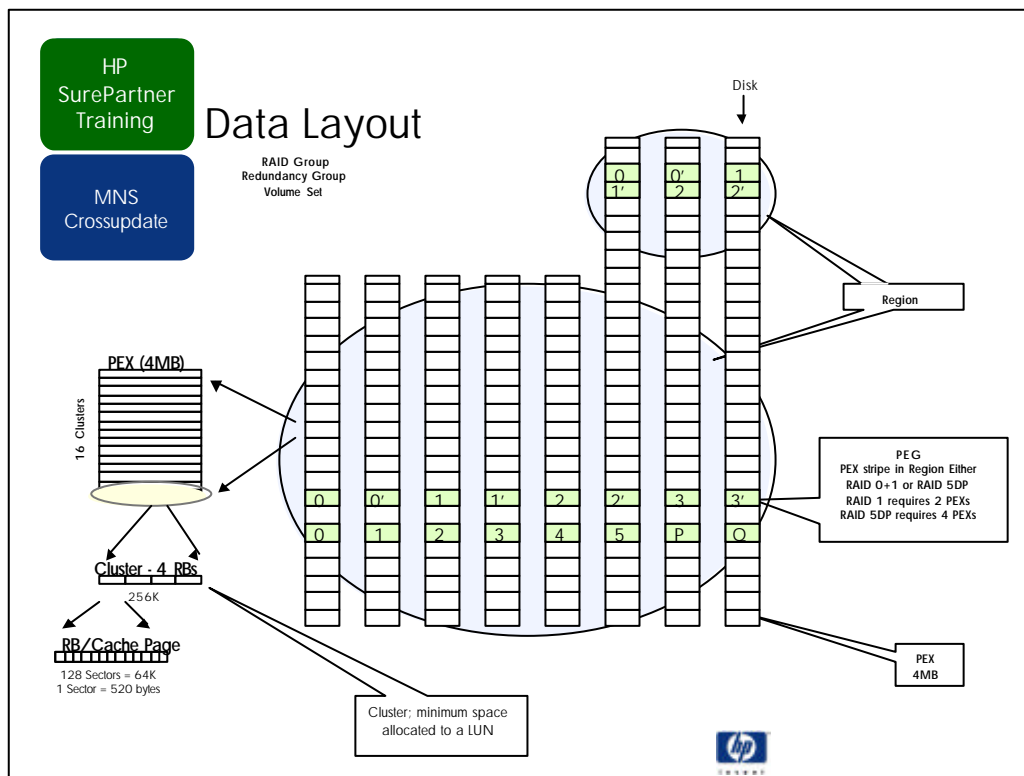 HP
SurePartner
Training
MNS
Crossupdate
Data Layout
RAID Group
Redundancy Group
Volume Set
Disk
0 0' 1
1' 2 2'
Region
PEX (4MB)
16 Clusters
PEG
PEX stripe in Region Either
RAID 0+1 or RAID 5DP
RAID 1 requires 2 PEXs
RAID 5DP requires 4 PEXs
0 0' 1 1' 2 2' 3 3'
0 1 2 3 4 5 P Q
Cluster - 4 RBs
256K
RB/Cache Page
128 Sectors = 64K
1 Sector = 520 bytes
PEX
4MB
Cluster; minimum space
allocated to a LUN
hp
i n v e n t